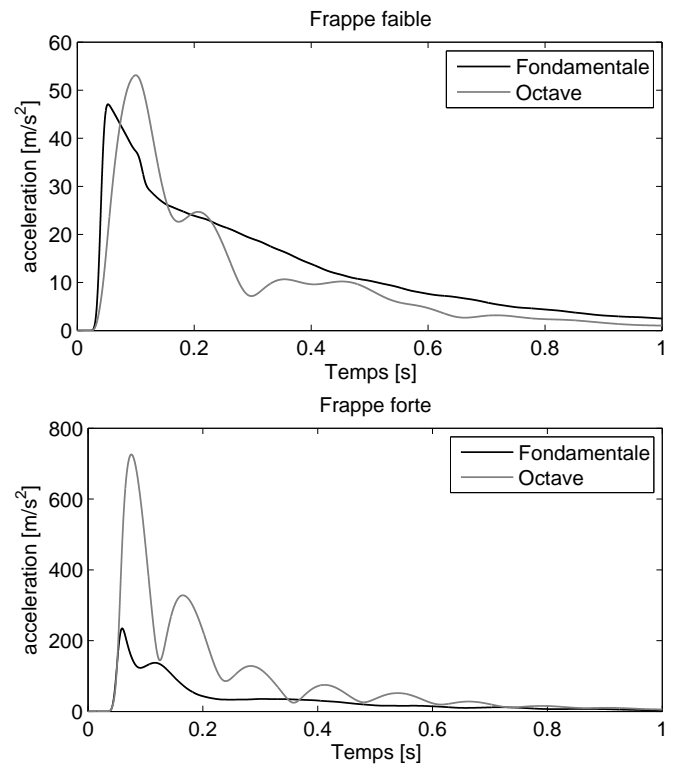 Frappe faible
60
50
40
30
20
10
0
acceleration [m/s²]
Fondamentale
Octave
0 0.2 0.4 0.6 0.8 1
Temps [s]
Frappe forte
800
600
400
200
0
acceleration [m/s²]
Fondamentale
Octave
0 0.2 0.4 0.6 0.8 1
Temps [s]